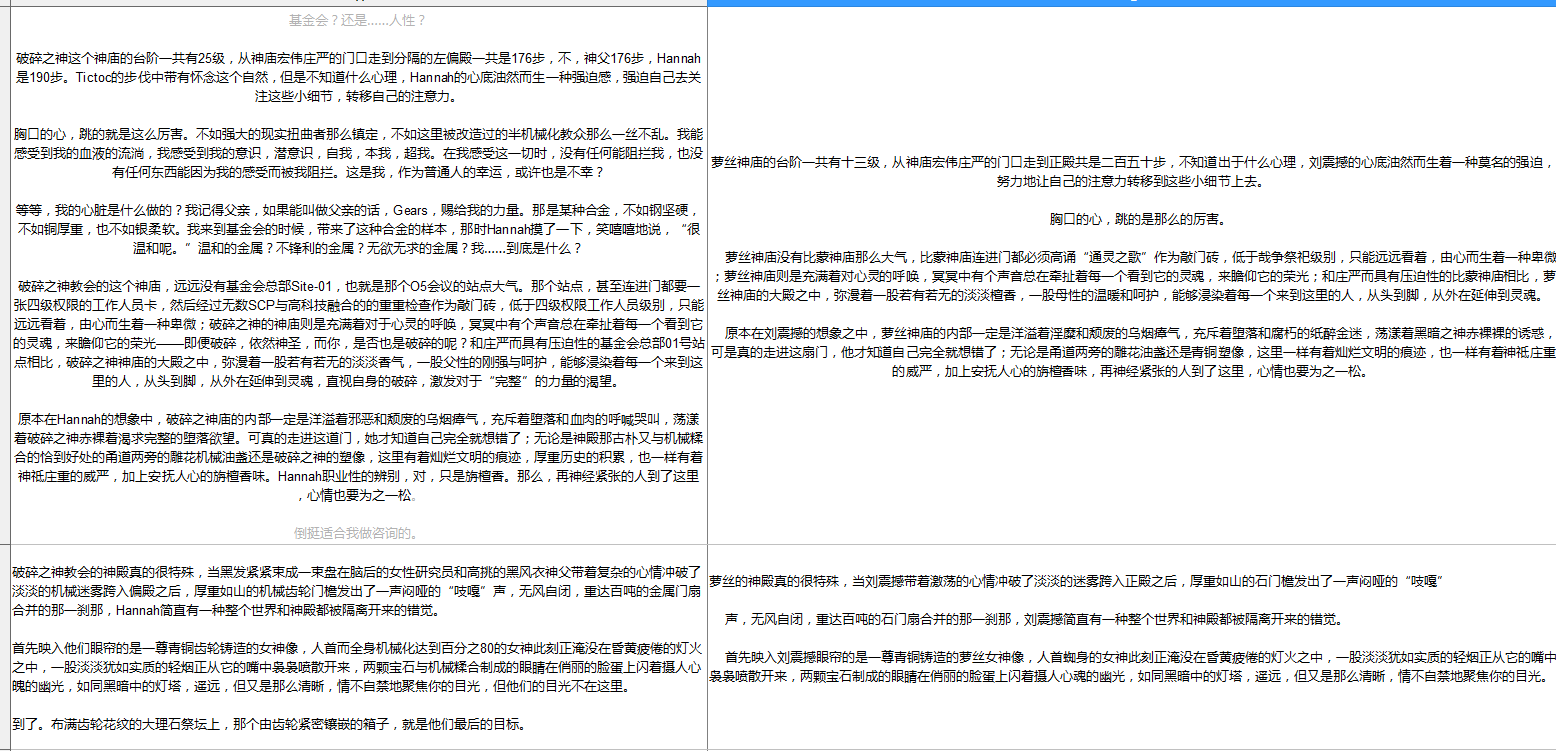 基金会？还是……人性？
破碎之神这个神庙的台阶一共有25级，从神庙宏伟庄严的门口走到分隔的左偏殿一共是176步，不，神父176步，Hannah
是190步。Tictoc的步伐中带有怀念这个自然，但是不知道什么心理，Hannah的心底油然而生一种强迫感，强迫自己去关
注这些小细节，转移自己的注意力。
胸口的心，跳的就是这么厉害。不如强大的现实扭曲者那么镇定，不如这里被改造过的半机械化教众那么一丝不乱。我能
感受到我的血液的流淌，我感受到我的意识，潜意识，自我，本我，超我。在我感受这一切时，没有任何能阻拦我，也没
有任何东西能因为我的感受而被我阻拦。这是我，作为普通人的幸运，或许也是不幸？
等等，我的心脏是什么做的？我记得父亲，如果能叫做父亲的话，Gears，赐给我的力量。那是某种合金，不如钢坚硬，
不如铜厚重，也不如银柔软。我来到基金会的时候，带来了这种合金的样本，那时Hannah摸了一下，笑嘻嘻地说，“很
温和呢。”温和的金属？不锋利的金属？无欲无求的金属？我……到底是什么？
破碎之神教会的这个神庙，远远没有基金会总部Site-01，也就是那个O5会议的站点大气。那个站点，甚至连进门都要一
张四级权限的工作人员卡，然后经过无数SCP与高科技融合的的重重检查作为敲门砖，低于四级权限工作人员级别，只能
远远看着，由心而生着一种卑微；破碎之神的神庙则是充满着对于心灵的呼唤，冥冥中有个声音总在牵扯着每一个看到它
的灵魂，来瞻仰它的荣光——即便破碎，依然神圣，而你，是否也是破碎的呢？和庄严而具有压迫性的基金会总部01号站
点相比，破碎之神神庙的大殿之中，弥漫着一股若有若无的淡淡香气，一股父性的刚强与呵护，能够浸染着每一个来到这
里的人，从头到脚，从外在延伸到灵魂，直视自身的破碎，激发对于“完整”的力量的渴望。
原本在Hannah的想象中，破碎之神庙的内部一定是洋溢着邪恶和颓废的乌烟瘴气，充斥着堕落和血肉的呼喊哭叫，荡漾
着破碎之神赤裸着渴求完整的堕落欲望。可真的走进这道门，她才知道自己完全就想错了；无论是神殿那古朴又与机械糅
合的恰到好处的甬道两旁的雕花机械油盏还是破碎之神的塑像，这里有着灿烂文明的痕迹，厚重历史的积累，也一样有着
神祇庄重的威严，加上安抚人心的旃檀香味。Hannah职业性的辨别，对，只是旃檀香。那么，再神经紧张的人到了这里
，心情也要为之一松。
倒挺适合我做咨询的。
萝丝神庙的台阶一共有十三级，从神庙宏伟庄严的门口走到正殿共是二百五十步，不知道出于什么心理，刘震撼的心底油然而生着一种莫名的强迫，
努力地让自己的注意力转移到这些小细节上去。
胸口的心，跳的是那么的厉害。
萝丝神庙没有比蒙神庙那么大气，比蒙神庙连进门都必须高诵“通灵之歌”作为敲门砖，低于战争祭祀级别，只能远远看着，由心而生着一种卑微
；萝丝神庙则是充满着对心灵的呼唤，冥冥中有个声音总在牵扯着每一个看到它的灵魂，来瞻仰它的荣光；和庄严而具有压迫性的比蒙神庙相比，萝
丝神庙的大殿之中，弥漫着一股若有若无的淡淡檀香，一股母性的温暖和呵护，能够浸染着每一个来到这里的人，从头到脚，从外在延伸到灵魂。
原本在刘震撼的想象之中，萝丝神庙的内部一定是洋溢着淫糜和颓废的乌烟瘴气，充斥着堕落和腐朽的纸醉金迷，荡漾着黑暗之神赤裸裸的诱惑，
可是真的走进这扇门，他才知道自己完全就想错了；无论是甬道两旁的雕花油盏还是青铜塑像，这里一样有着灿烂文明的痕迹，也一样有着神祇庄重
的威严，加上安抚人心的旃檀香味，再神经紧张的人到了这里，心情也要为之一松。
破碎之神教会的神殿真的很特殊，当黑发紧紧束成一束盘在脑后的女性研究员和高挑的黑风衣神父带着复杂的心情冲破了
淡淡的机械迷雾跨入偏殿之后，厚重如山的机械齿轮门檐发出了一声闷哑的“吱嘎”声，无风自闭，重达百吨的金属门扇
合并的那一刹那，Hannah简直有一种整个世界和神殿都被隔离开来的错觉。
首先映入他们眼帘的是一尊青铜齿轮铸造的女神像，人首而全身机械化达到百分之80的女神此刻正淹没在昏黄疲倦的灯火
之中，一股淡淡犹如实质的轻烟正从它的嘴中袅袅喷散开来，两颗宝石与机械糅合制成的眼睛在俏丽的脸蛋上闪着摄人心
魄的幽光，如同黑暗中的灯塔，遥远，但又是那么清晰，情不自禁地聚焦你的目光，但他们的目光不在这里。
到了。布满齿轮花纹的大理石祭坛上，那个由齿轮紧密镶嵌的箱子，就是他们最后的目标。
萝丝的神殿真的很特殊，当刘震撼带着激荡的心情冲破了淡淡的迷雾跨入正殿之后，厚重如山的石门檐发出了一声闷哑的“吱嘎”
声，无风自闭，重达百吨的石门扇合并的那一刹那，刘震撼简直有一种整个世界和神殿都被隔离开来的错觉。
首先映入刘震撼眼帘的是一尊青铜铸造的萝丝女神像，人首蜘身的女神此刻正淹没在昏黄疲倦的灯火之中，一股淡淡犹如实质的轻烟正从它的嘴中
袅袅喷散开来，两颗宝石制成的眼睛在俏丽的脸蛋上闪着摄人心魂的幽光，如同黑暗中的灯塔，遥远，但又是那么清晰，情不自禁地聚焦你的目光。